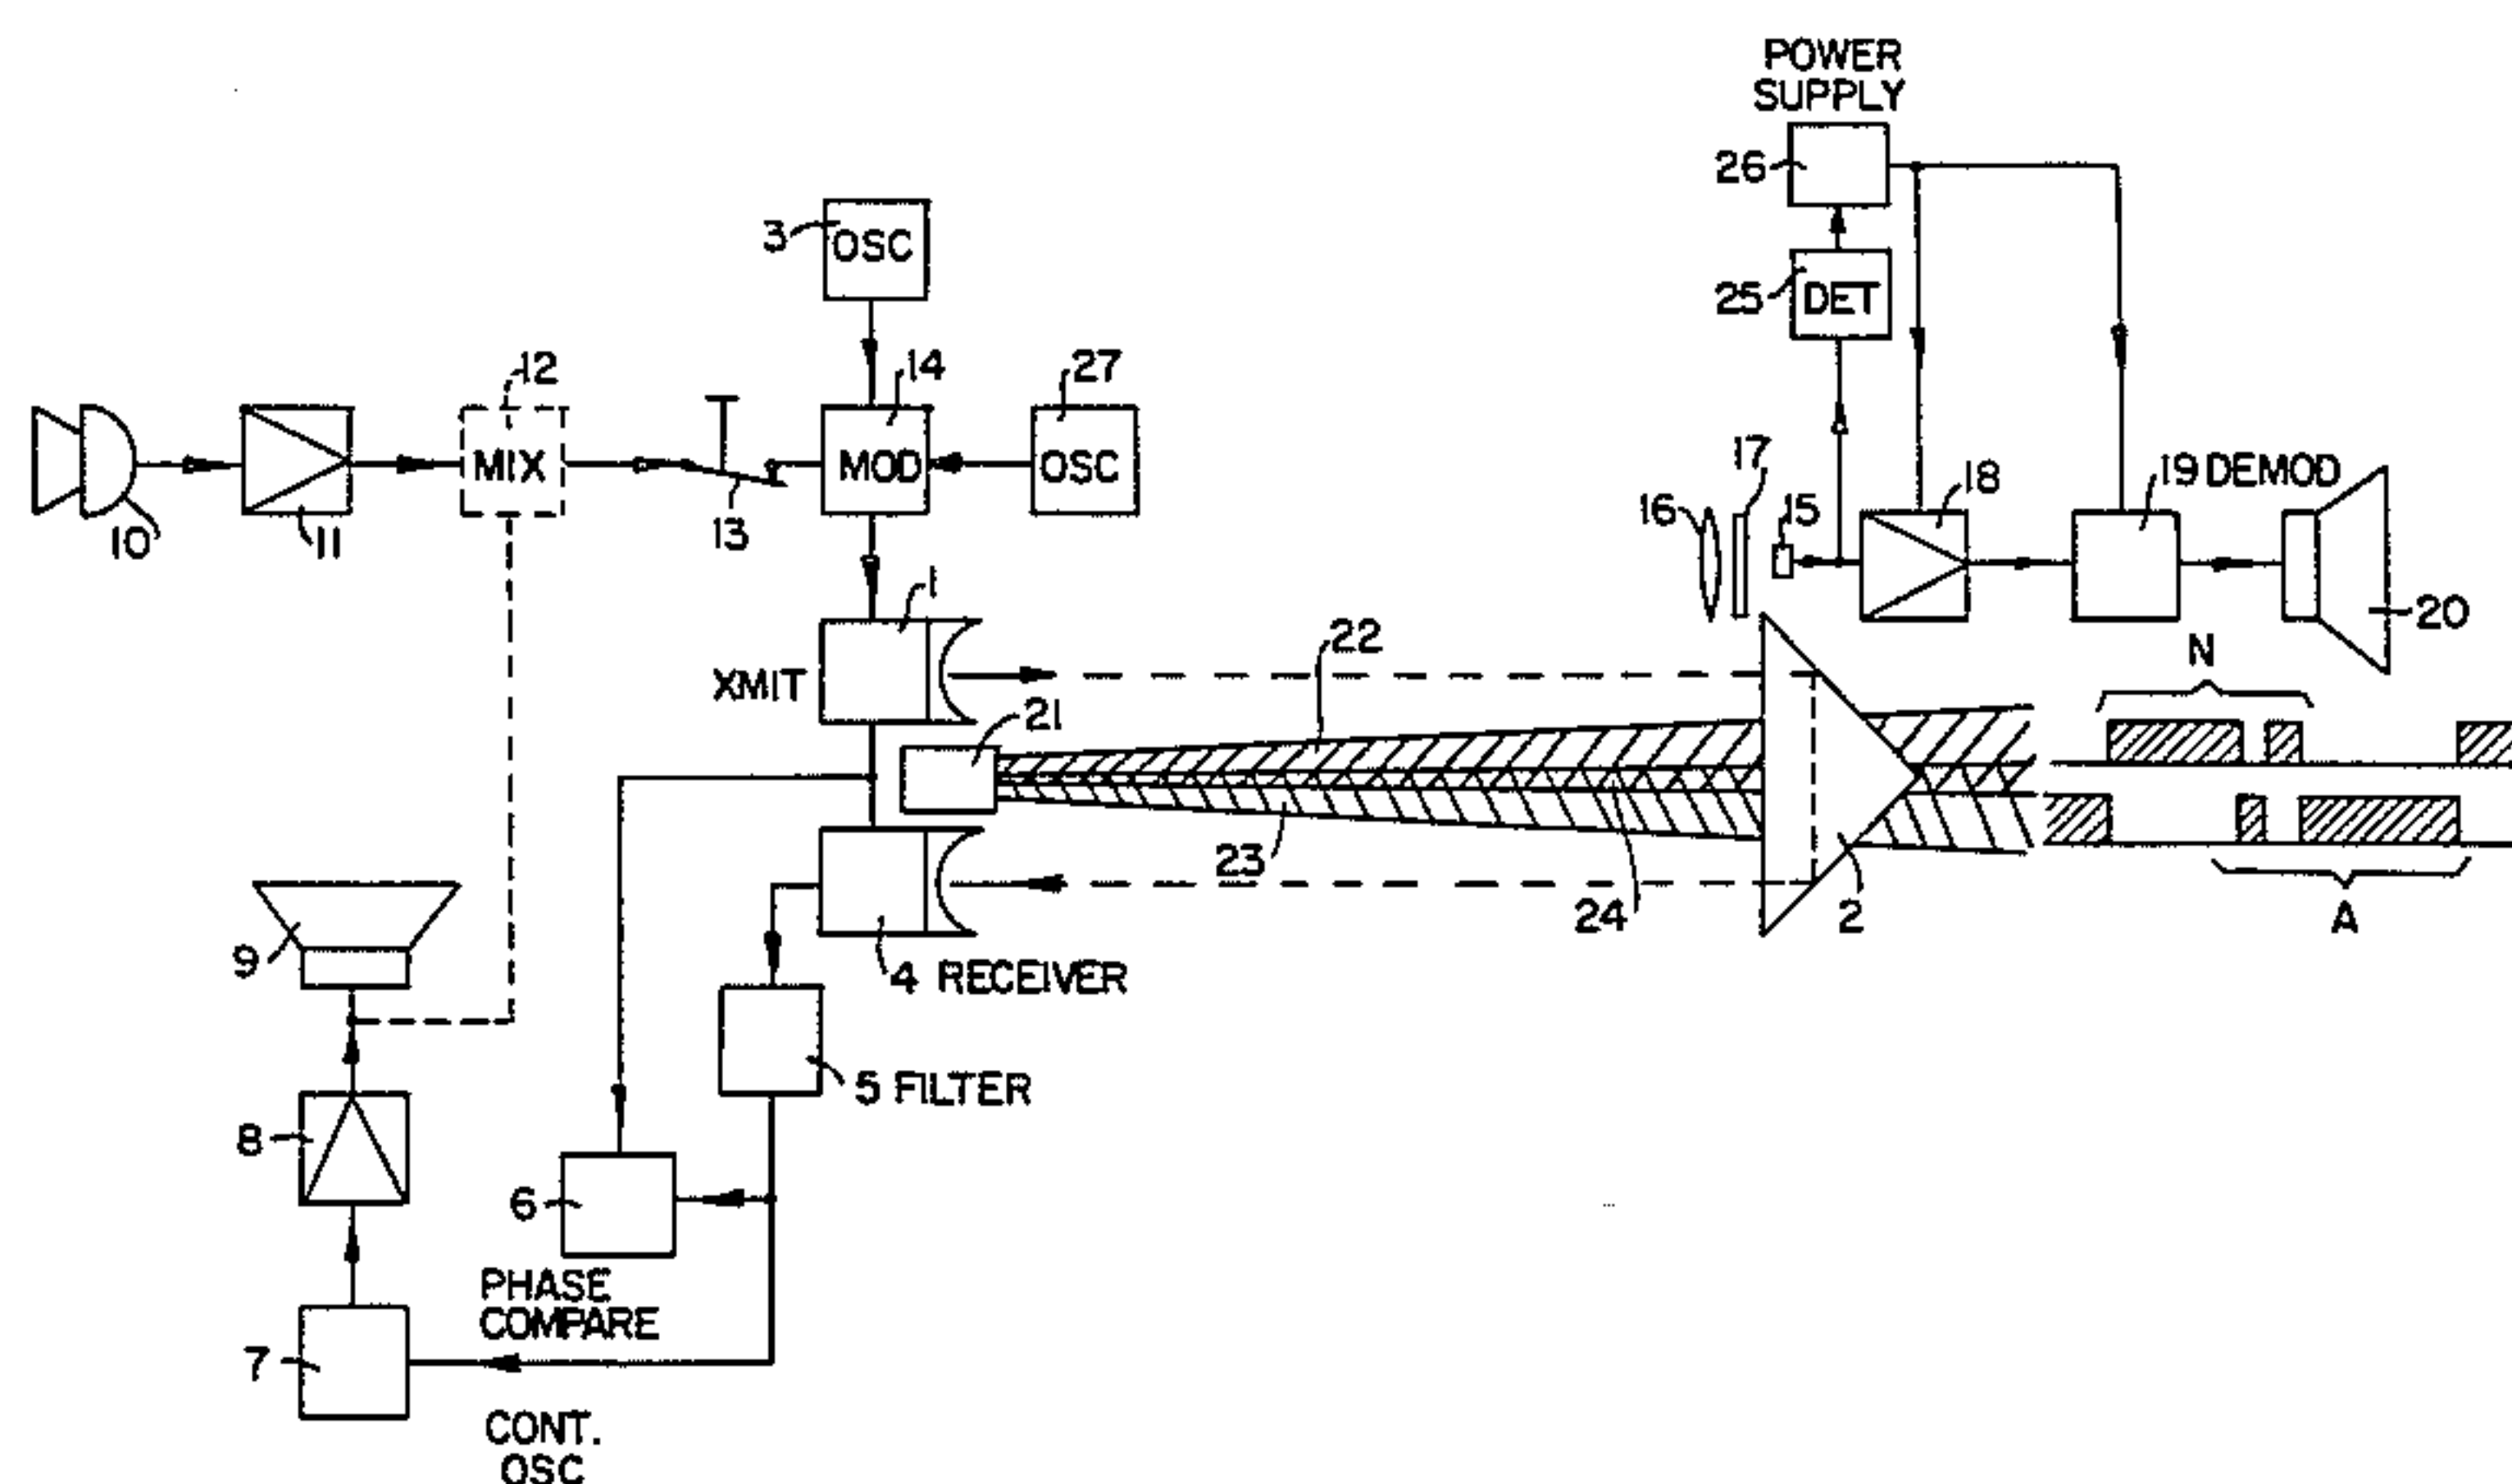 POWER
SUPPLY
26
3
OSC
25
DET
12
14
27
MIX
MOD
OSC
10
11
13
17
16
15
18
19 DEMOD
1
20
22
N
XMIT
21
23
24
2
A
9
4 RECEIVER
5 FILTER
8
6
PHASE
COMPARE
7
CONT.
OSC